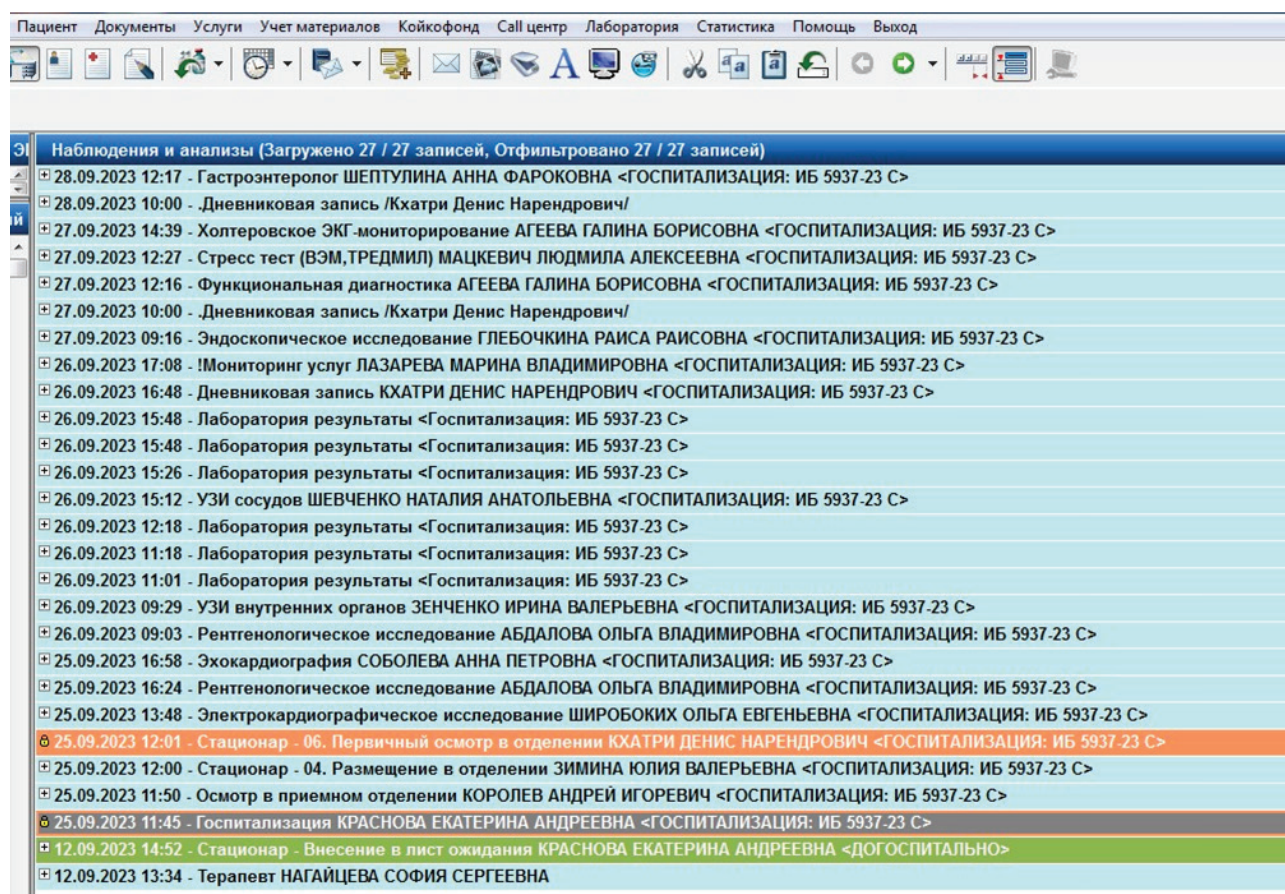 Пациент Документы Услуги Учет материалов Койкофонд Call центр Лаборатория Статистика Помощь Выход
Наблюдения и анализы (Загружено 27 / 27 записей, Отфильтровано 27 / 27 записей)
28.09.2023 12:17 - Гастроэнтеролог ШЕПТУЛИНА АННА ФАРОКОВНА <ГОСПИТАЛИЗАЦИЯ: ИБ 5937-23 С>
28.09.2023 10:00 - .Дневниковая запись /Кхатри Денис Нарендрович/
27.09.2023 14:39 - Холтеровское ЭКГ-мониторирование АГЕЕВА ГАЛИНА БОРИСОВНА <ГОСПИТАЛИЗАЦИЯ: ИБ 5937-23 С>
27.09.2023 12:27 - Стресс тест (ВЭМ,ТРЕДМИЛ) МАЦКЕВИЧ ЛЮДМИЛА АЛЕКСЕЕВНА <ГОСПИТАЛИЗАЦИЯ: ИБ 5937-23 С>
27.09.2023 12:16 - Функциональная диагностика АГЕЕВА ГАЛИНА БОРИСОВНА <ГОСПИТАЛИЗАЦИЯ: ИБ 5937-23 С>
27.09.2023 10:00 - .Дневниковая запись /Кхатри Денис Нарендрович/
27.09.2023 09:16 - Эндоскопическое исследование ГЛЕБОЧКИНА РАИСА РАИСОВНА <ГОСПИТАЛИЗАЦИЯ: ИБ 5937-23 С>
26.09.2023 17:08 - !Мониторинг услуг ЛАЗАРЕВА МАРИНА ВЛАДИМИРОВНА <ГОСПИТАЛИЗАЦИЯ: ИБ 5937-23 С>
26.09.2023 16:48 - Дневниковая запись КХАТРИ ДЕНИС НАРЕНДРОВИЧ <ГОСПИТАЛИЗАЦИЯ: ИБ 5937-23 С>
26.09.2023 15:48 - Лаборатория результаты <Госпитализация: ИБ 5937-23 С>
26.09.2023 15:48 - Лаборатория результаты <Госпитализация: ИБ 5937-23 С>
26.09.2023 15:26 - Лаборатория результаты <Госпитализация: ИБ 5937-23 С>
26.09.2023 15:12 - УЗИ сосудов ШЕВЧЕНКО НАТАЛИЯ АНАТОЛЬЕВНА <ГОСПИТАЛИЗАЦИЯ: ИБ 5937-23 С>
26.09.2023 12:18 - Лаборатория результаты <Госпитализация: ИБ 5937-23 С>
26.09.2023 11:18 - Лаборатория результаты <Госпитализация: ИБ 5937-23 С>
26.09.2023 11:01 - Лаборатория результаты <Госпитализация: ИБ 5937-23 С>
26.09.2023 09:29 - УЗИ внутренних органов ЗЕНЧЕНКО ИРИНА ВАЛЕРЬЕВНА <ГОСПИТАЛИЗАЦИЯ: ИБ 5937-23 С>
26.09.2023 09:03 - Рентгенологическое исследование АБДАЛОВА ОЛЬГА ВЛАДИМИРОВНА <ГОСПИТАЛИЗАЦИЯ: ИБ 5937-23 С>
25.09.2023 16:58 - Эхокардиография СОБОЛЕВА АННА ПЕТРОВНА <ГОСПИТАЛИЗАЦИЯ: ИБ 5937-23 С>
25.09.2023 16:24 - Рентгенологическое исследование АБДАЛОВА ОЛЬГА ВЛАДИМИРОВНА <ГОСПИТАЛИЗАЦИЯ: ИБ 5937-23 С>
25.09.2023 13:48 - Электрокардиографическое исследование ШИРОБОКИХ ОЛЬГА ЕВГЕНЬЕВНА <ГОСПИТАЛИЗАЦИЯ: ИБ 5937-23 С>
25.09.2023 12:01 - Стационар - 06. Первичный осмотр в отделении КХАТРИ ДЕНИС НАРЕНДРОВИЧ <ГОСПИТАЛИЗАЦИЯ: ИБ 5937-23 С>
25.09.2023 12:00 - Стационар - 04. Размещение в отделении ЗИМИНА ЮЛИЯ ВАЛЕРЬЕВНА <ГОСПИТАЛИЗАЦИЯ: ИБ 5937-23 С>
25.09.2023 11:50 - Осмотр в приемном отделении КОРОЛЕВ АНДРЕЙ ИГОРЕВИЧ <ГОСПИТАЛИЗАЦИЯ: ИБ 5937-23 С>
25.09.2023 11:45 - Госпитализация КРАСНОВА ЕКАТЕРИНА АНДРЕЕВНА <ГОСПИТАЛИЗАЦИЯ: ИБ 5937-23 С>
12.09.2023 14:52 - Стационар - Внесение в лист ожидания КРАСНОВА ЕКАТЕРИНА АНДРЕЕВНА <ДОГОСПИТАЛЬНО>
12.09.2023 13:34 - Терапевт НАГАЙЦЕВА СОФИЯ СЕРГЕЕВНА